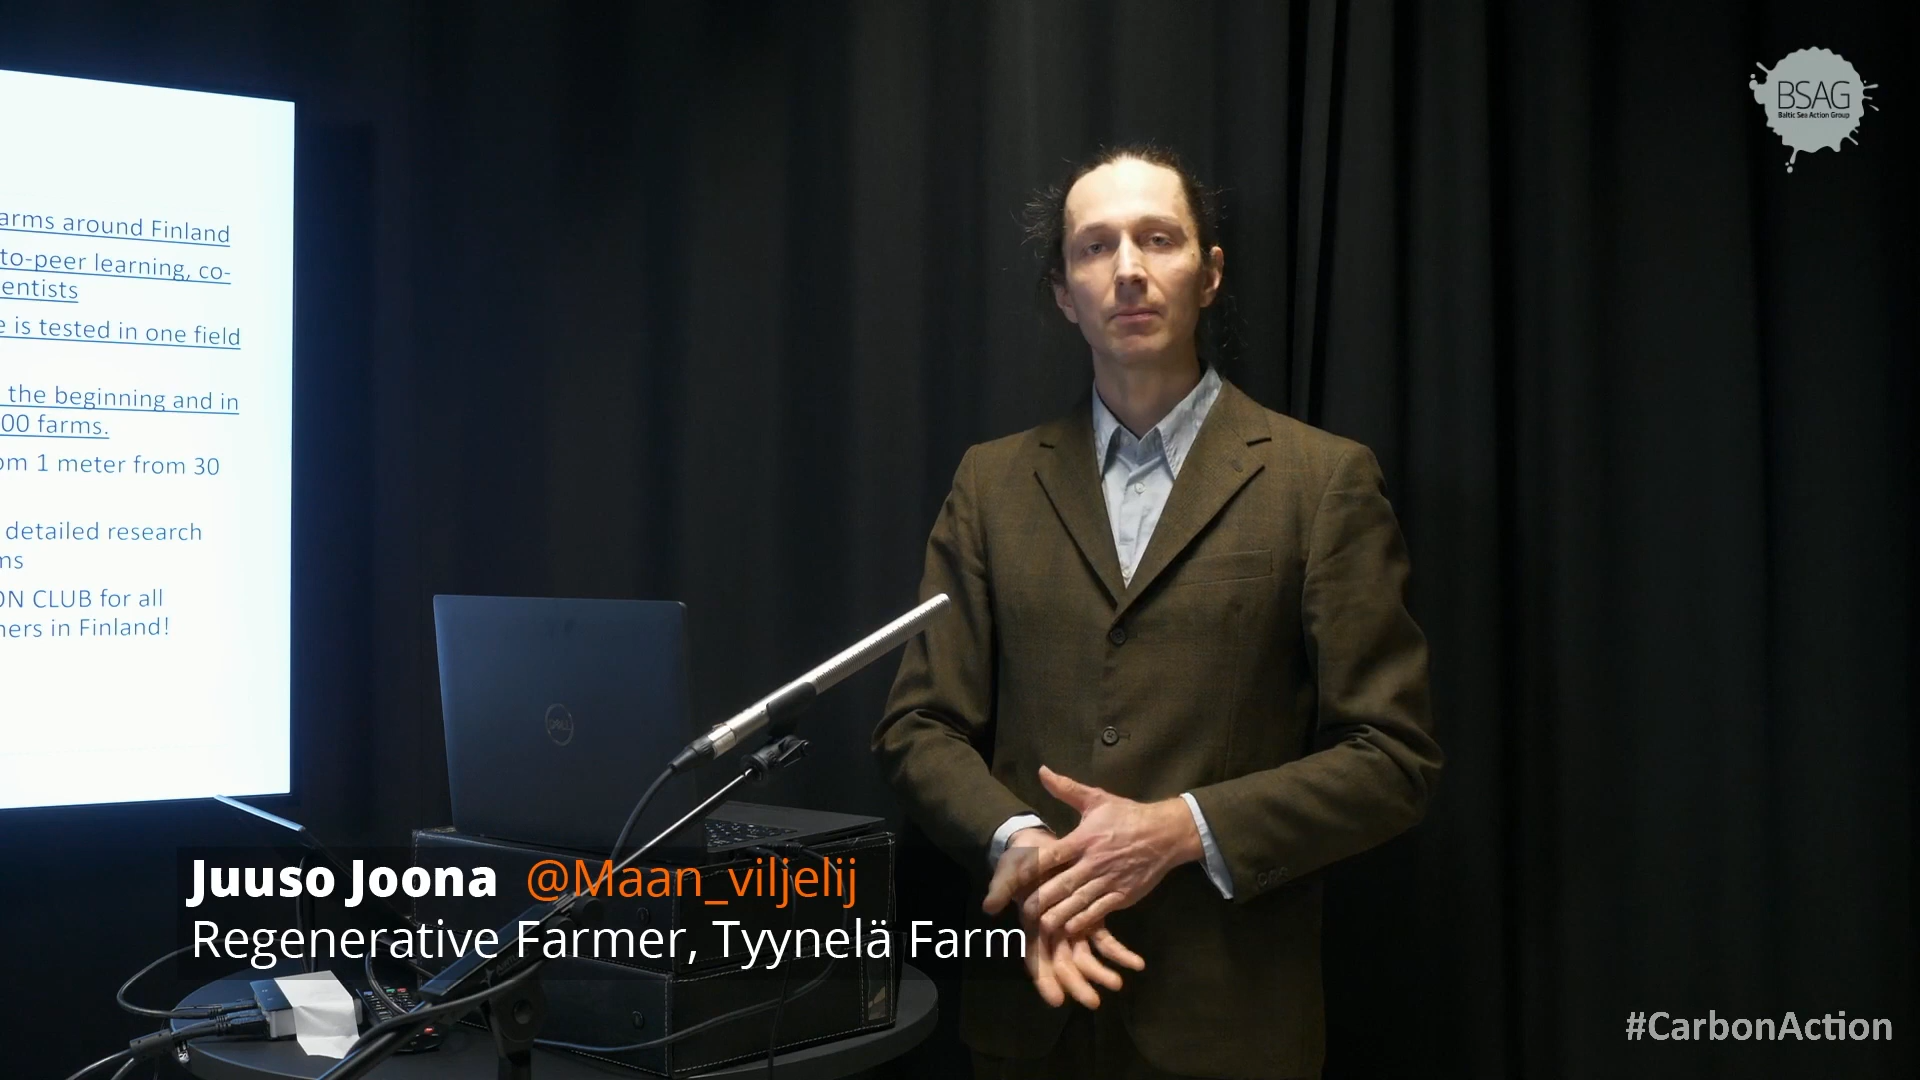 arms around Finland
to-peer learning, co-
entists
e is tested in one field
the beginning and in
00 farms.
om 1 meter from 30
detailed research
ms
ON CLUB for all
ners in Finland!
BSAG
Baltic Sea Action Group
DELL
Juuso Joona @Maan_viljelij
Regenerative Farmer, Tyynelä Farm
#CarbonAction